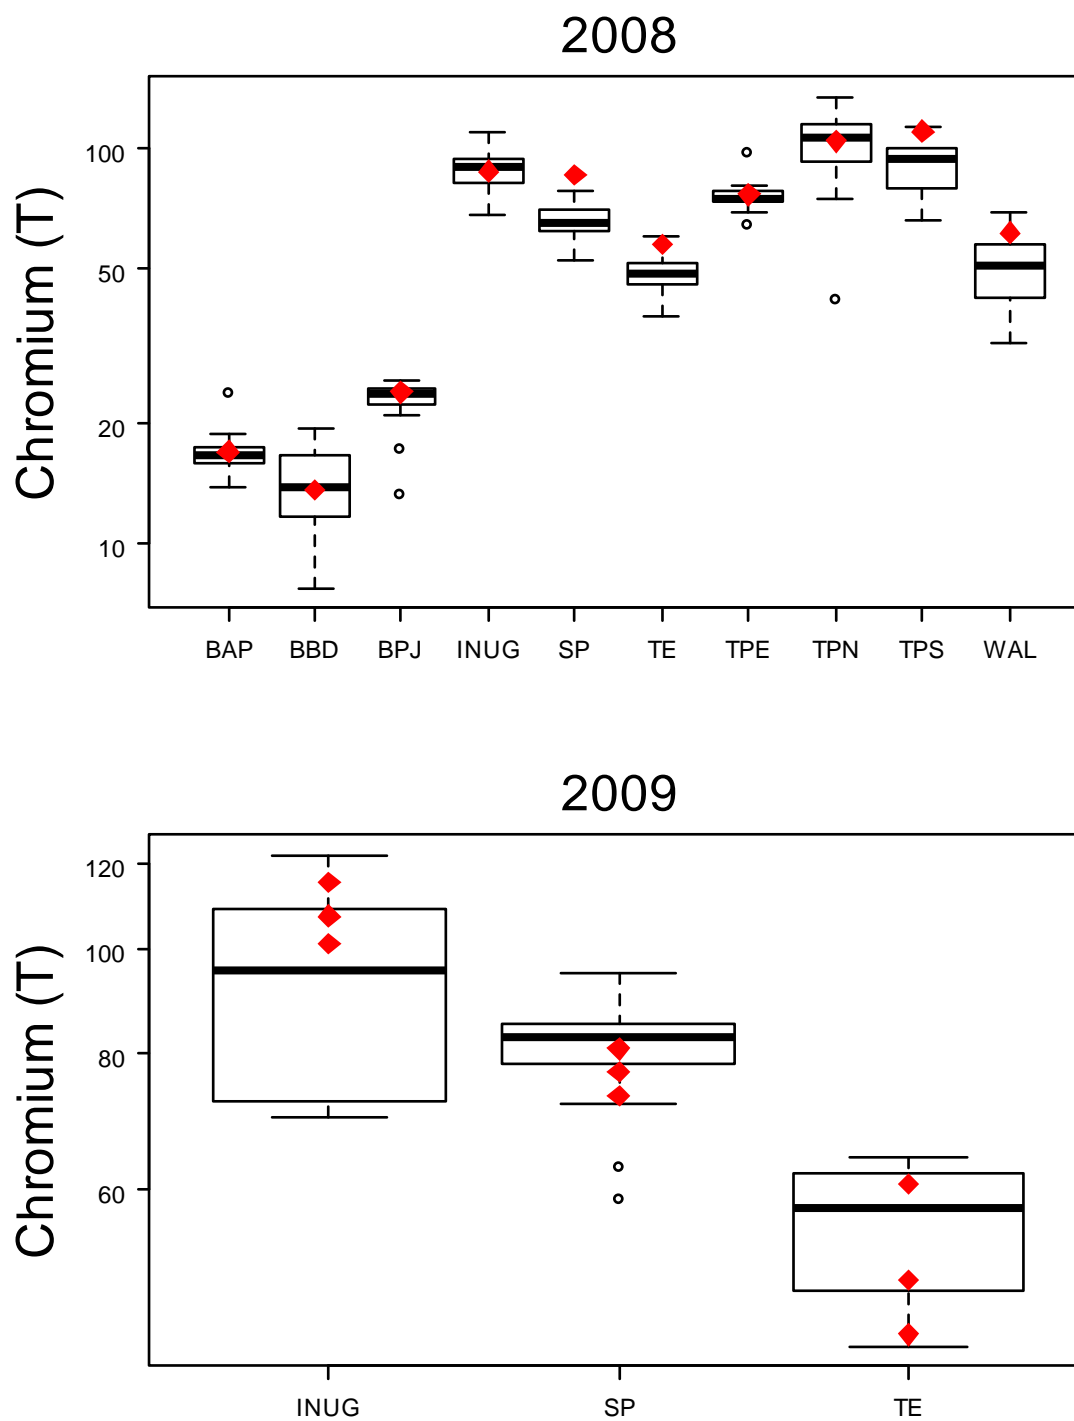 2008
Chromium (T)
100
50
20
10
BAP BBD BPJ INUG SP TE TPE TPN TPS WAL
2009
Chromium (T)
120
100
80
60
INUG SP TE